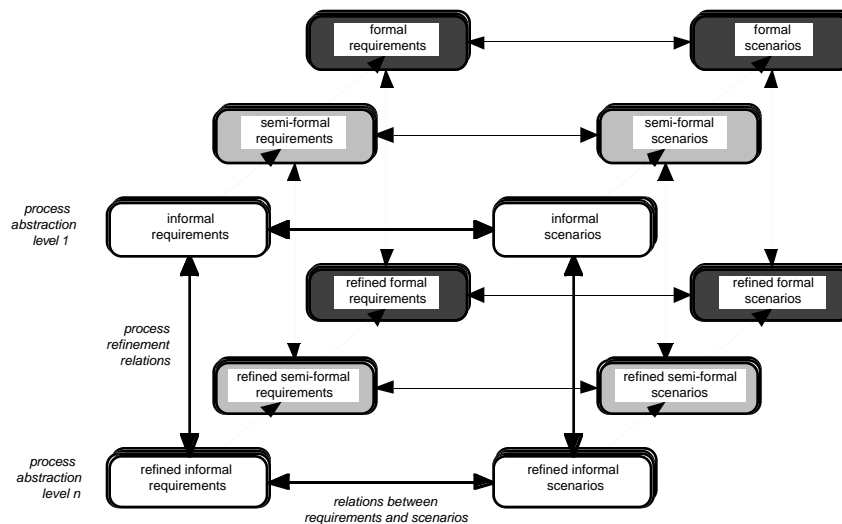 formal
requirements
formal
scenarios
semi-formal
requirements
semi-formal
scenarios
process
abstraction
level 1
informal
requirements
informal
scenarios
refined formal
requirements
refined formal
scenarios
process
refinement
relations
refined semi-formal
requirements
refined semi-formal
scenarios
process
abstraction
level n
refined informal
requirements
refined informal
scenarios
relations between
requirements and scenarios